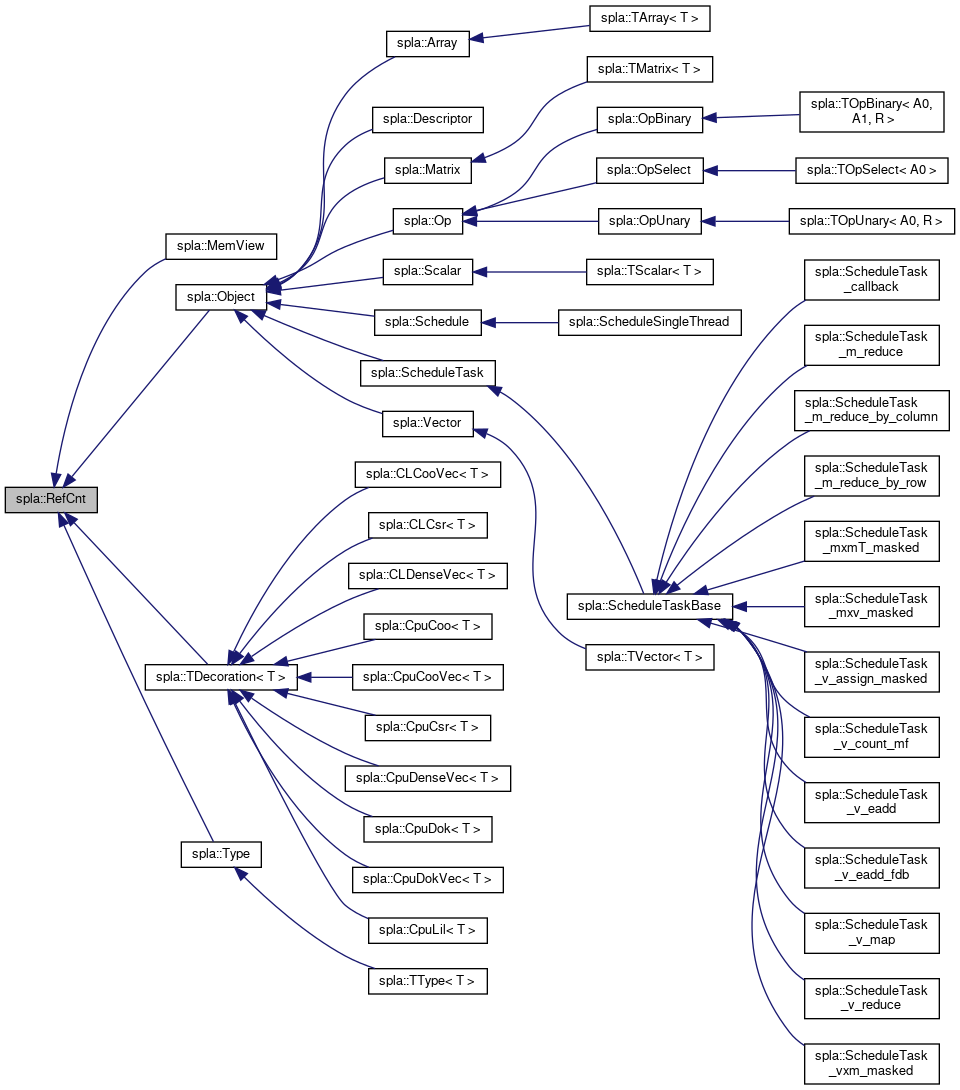 spla::RefCnt
spla::MemView
spla::Object
spla::TDecoration< T >
spla::Type
spla::Array
spla::Descriptor
spla::Matrix
spla::Op
spla::Scalar
spla::Schedule
spla::ScheduleTask
spla::Vector
spla::CLCooVec< T >
spla::CLCsr< T >
spla::CLDenseVec< T >
spla::CpuCoo< T >
spla::CpuCooVec< T >
spla::CpuCsr< T >
spla::CpuDenseVec< T >
spla::CpuDok< T >
spla::CpuDokVec< T >
spla::CpuLil< T >
spla::TType< T >
spla::TArray< T >
spla::TMatrix< T >
spla::OpBinary
spla::OpSelect
spla::OpUnary
spla::TScalar< T >
spla::ScheduleSingleThread
spla::ScheduleTaskBase
spla::TVector< T >
spla::TOpBinary< A0,
A1, R >
spla::TOpSelect< A0 >
spla::TOpUnary< A0, R >
spla::ScheduleTask
_callback
spla::ScheduleTask
_m_reduce
spla::ScheduleTask
_m_reduce_by_column
spla::ScheduleTask
_m_reduce_by_row
spla::ScheduleTask
_mxmT_masked
spla::ScheduleTask
_mxv_masked
spla::ScheduleTask
_v_assign_masked
spla::ScheduleTask
_v_count_mf
spla::ScheduleTask
_v_eadd
spla::ScheduleTask
_v_eadd_fdb
spla::ScheduleTask
_v_map
spla::ScheduleTask
_v_reduce
spla::ScheduleTask
_vxm_masked